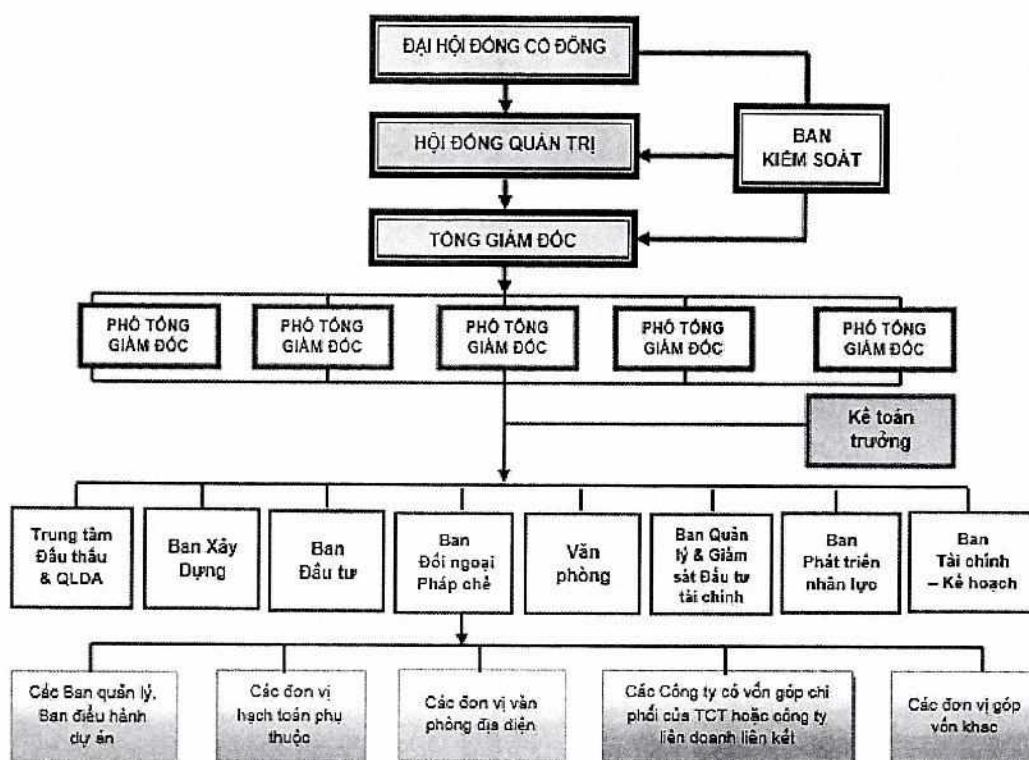 ĐẠI HỘI ĐỒNG CỔ ĐÔNG
HỘI ĐỒNG QUẢN TRỊ
BAN
KIỂM SOÁT
TỔNG GIÁM ĐỐC
PHÓ TỔNG
GIÁM ĐỐC
PHÓ TỔNG
GIÁM ĐỐC
PHÓ TỔNG
GIÁM ĐỐC
PHÓ TỔNG
GIÁM ĐỐC
PHÓ TỔNG
GIÁM ĐỐC
Kế toán
trưởng
Trung tâm
Đấu thầu
& QLDA
Ban Xây
Dựng
Ban
Đầu tư
Ban
Đối ngoại
Pháp chế
Văn
phòng
Ban Quản
lý & Giám
sát Đầu tư
tài chính
Ban
Phát triển
nhân lực
Ban
Tài chính
– Kế hoạch
Các Ban quản lý,
Ban điều hành
dự án
Các đơn vị
hạch toán phụ
thuộc
Các đơn vị văn
phòng địa diện
Các Công ty có vốn góp chi
phối của TCT hoặc công ty
liên doanh liên kết
Các đơn vị góp
vốn khác